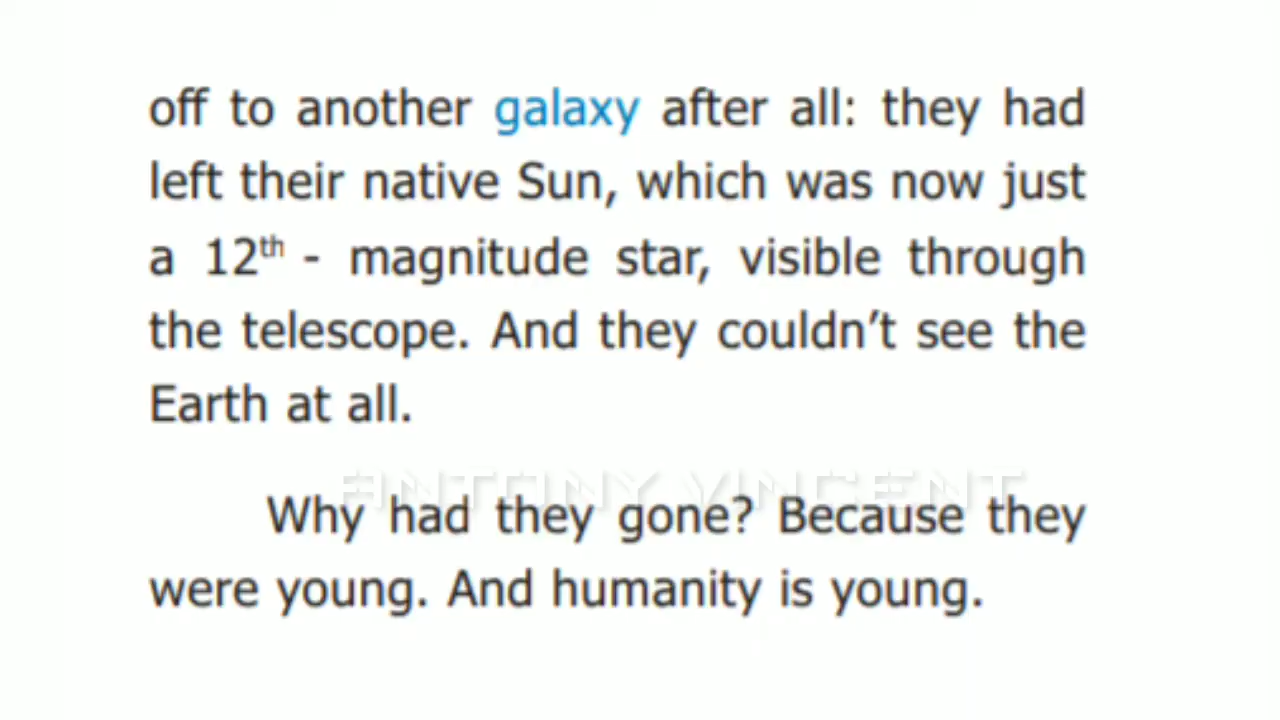 off to another galaxy after all: they had
left their native Sun, which was now just
a 12th - magnitude star, visible through
the telescope. And they couldn’t see the
Earth at all.
ANTONY VINCENT
Why had they gone? Because they
were young. And humanity is young.